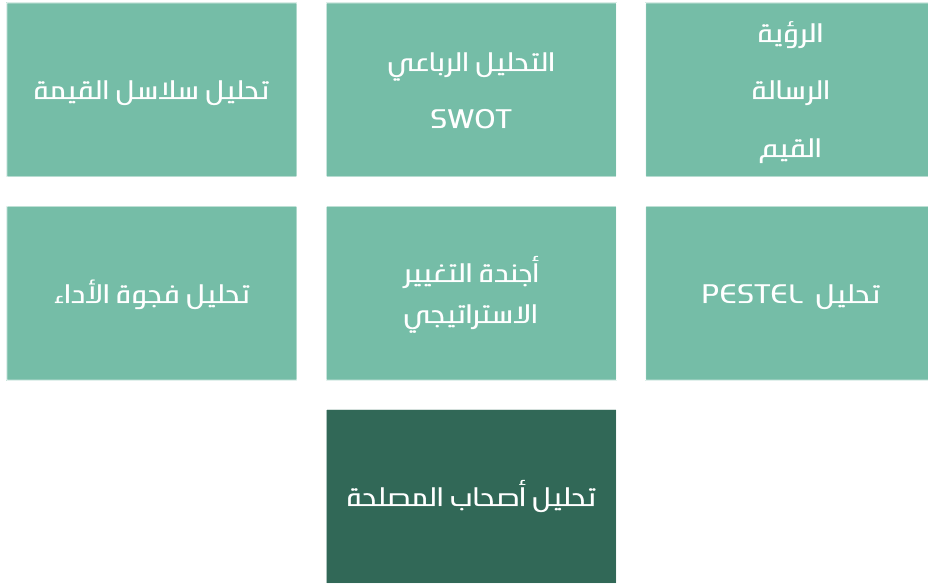 الرؤية
الرسالة
القيم
التحليل الرباعي
SWOT
تحليل سلاسل القيمة
تحليل PESTEL
أجندة التغيير
الاستراتيجي
تحليل فجوة الأداء
تحليل أصحاب المصلحة